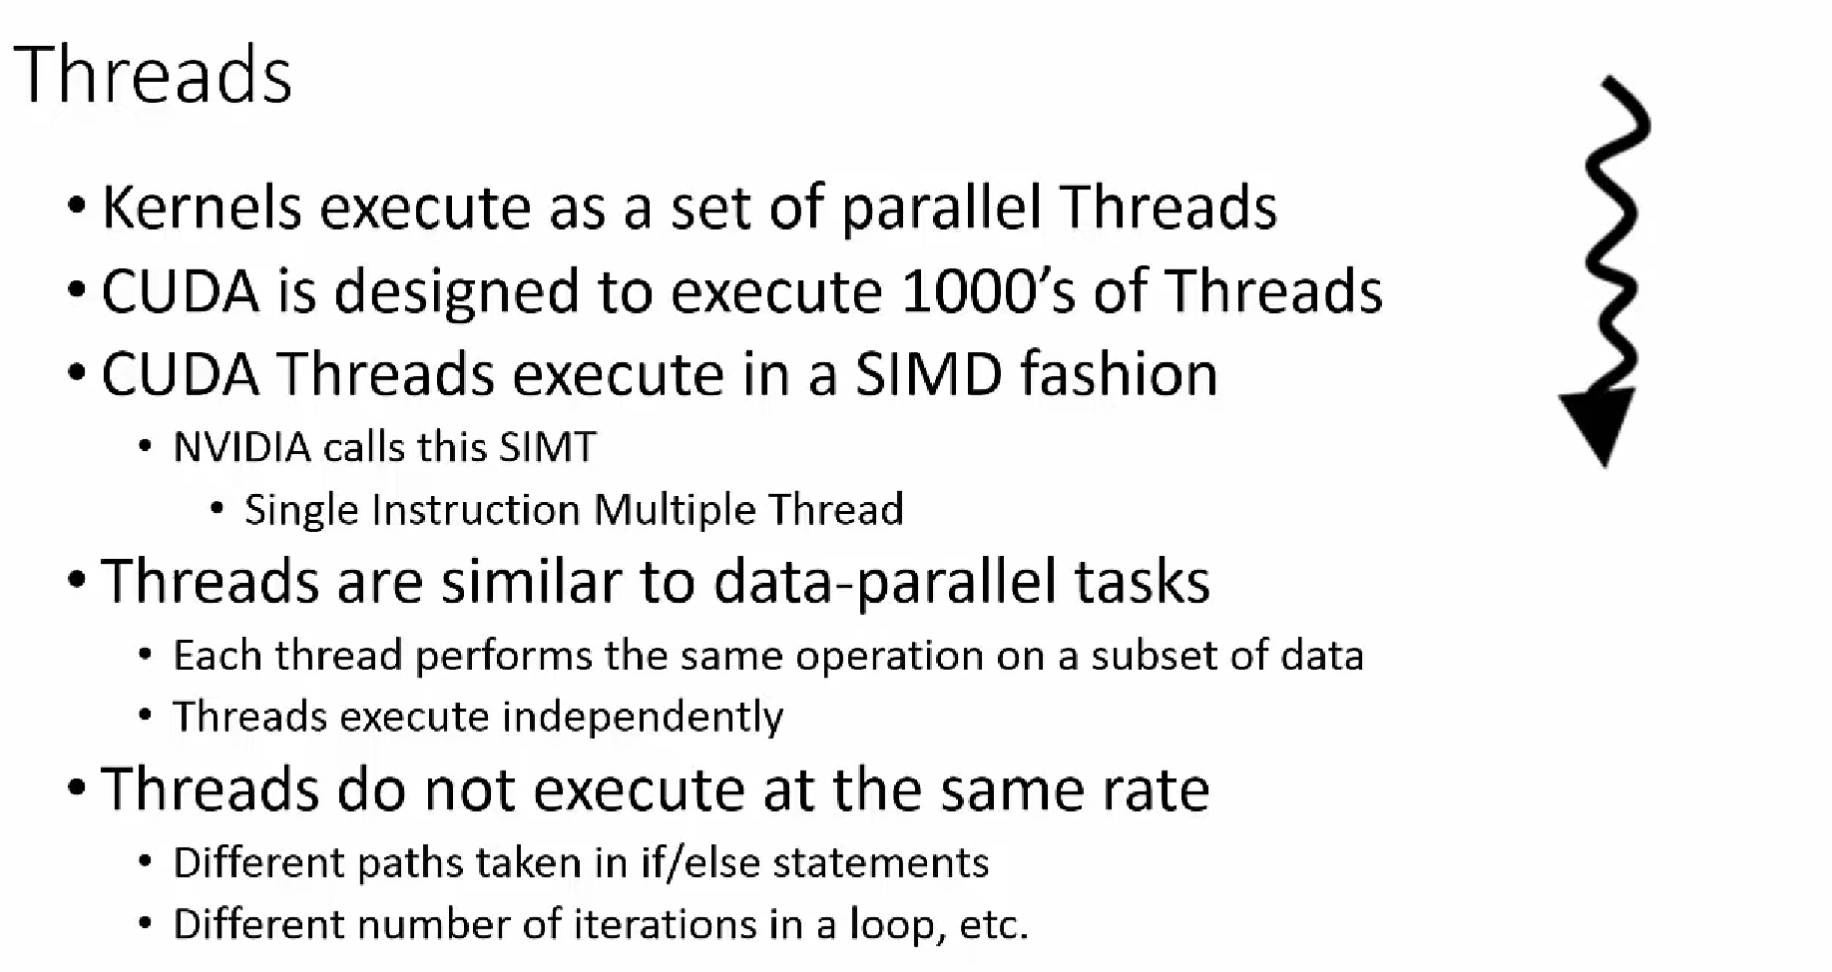 Threads
• Kernels execute as a set of parallel Threads
• CUDA is designed to execute 1000’s of Threads
• CUDA Threads execute in a SIMD fashion
• NVIDIA calls this SIMT
• Single Instruction Multiple Thread
• Threads are similar to data-parallel tasks
• Each thread performs the same operation on a subset of data
• Threads execute independently
• Threads do not execute at the same rate
• Different paths taken in if/else statements
• Different number of iterations in a loop, etc.